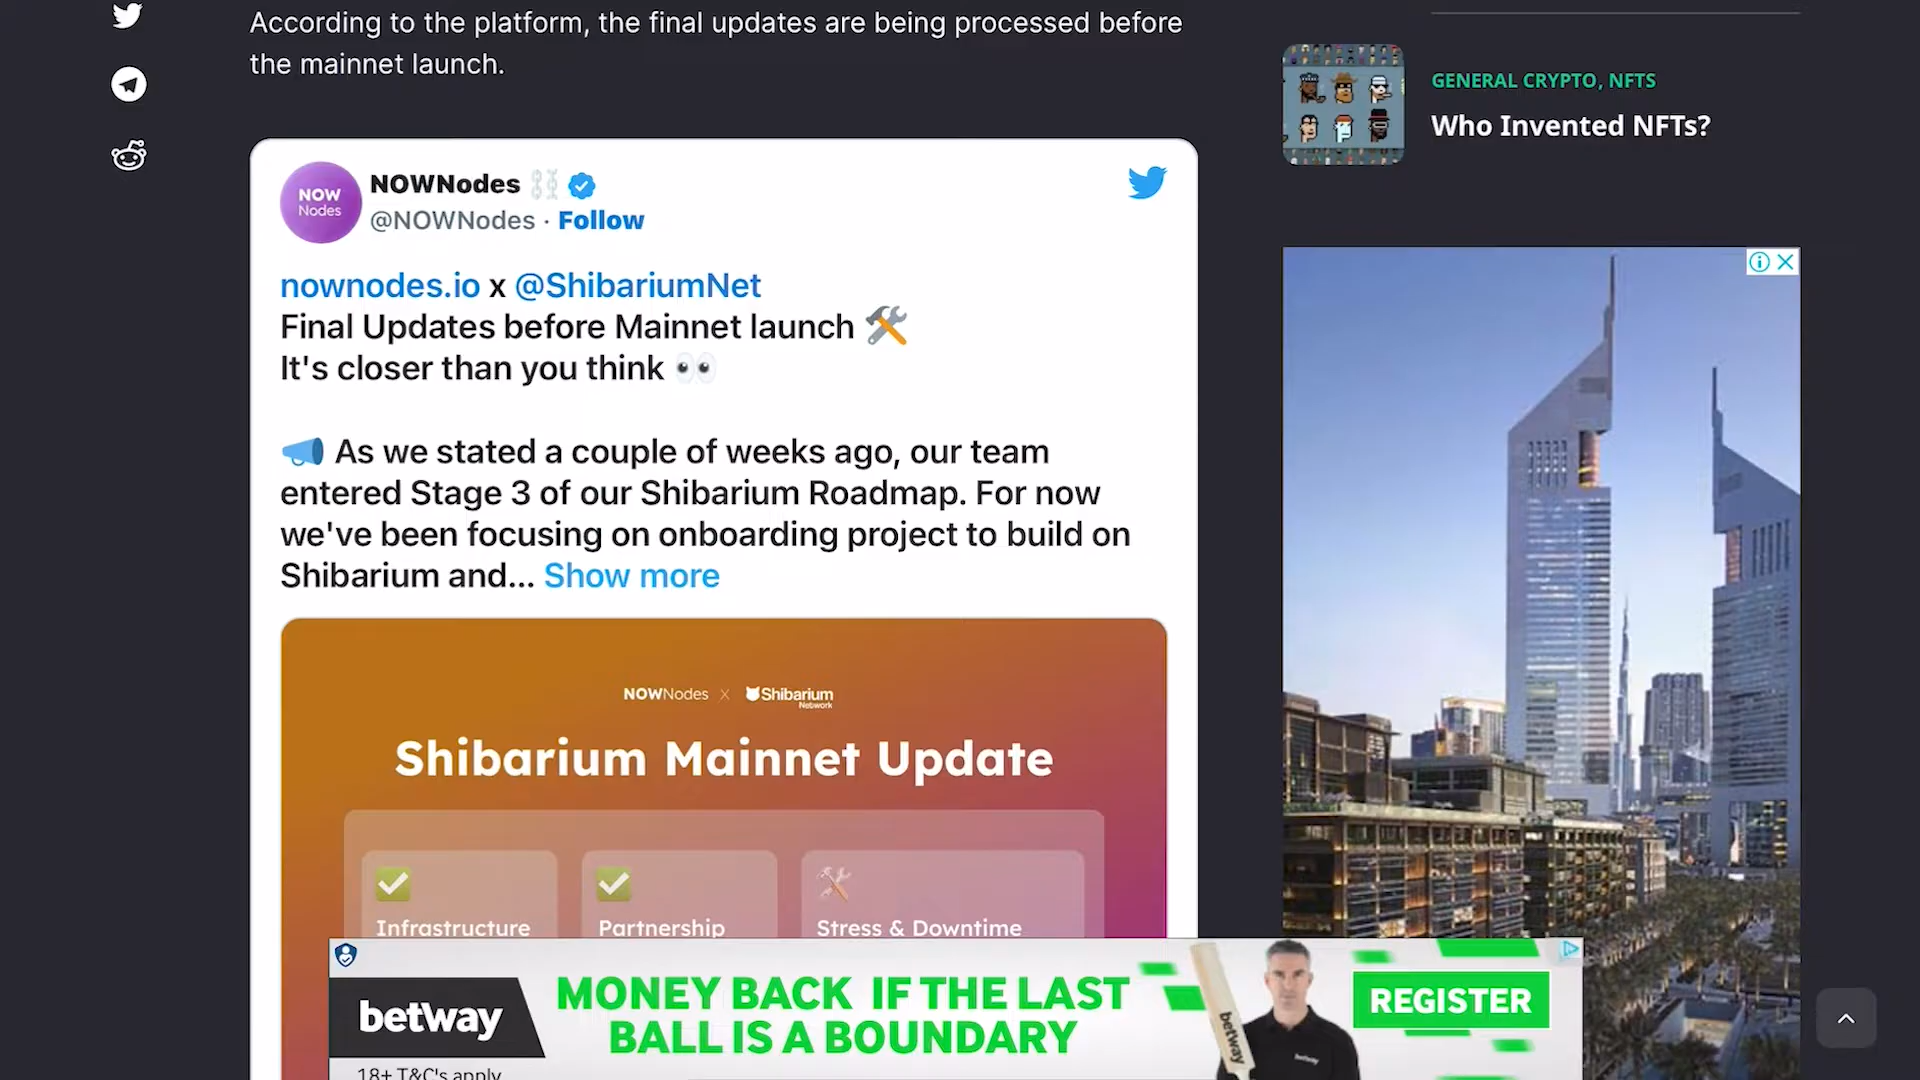 According to the platform, the final updates are being processed before
the mainnet launch.
NOW
Nodes
NOWNodes
@NOWNodes · Follow
nownodes.io x @ShibariumNet
Final Updates before Mainnet launch
It's closer than you think
As we stated a couple of weeks ago, our team
entered Stage 3 of our Shibarium Roadmap. For now
we've been focusing on onboarding project to build on
Shibarium and... Show more
NOWNodes X Shibarium
Network
Shibarium Mainnet Update
Infrastructure
Partnership
Stress & Downtime
GENERAL CRYPTO, NFTS
Who Invented NFTs?
betway
18+ T&C's apply
MONEY BACK IF THE LAST
BALL IS A BOUNDARY
betway
betway
REGISTER